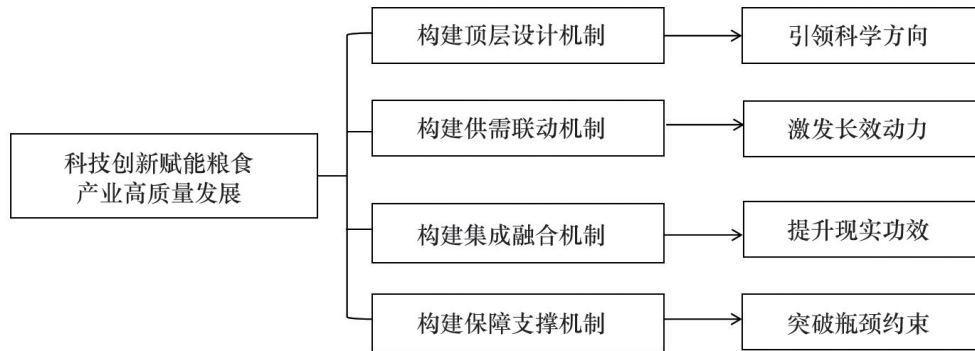 科技创新赋能粮食
产业高质量发展
构建顶层设计机制
引领科学方向
构建供需联动机制
激发长效动力
构建集成融合机制
提升现实功效
构建保障支撑机制
突破瓶颈约束